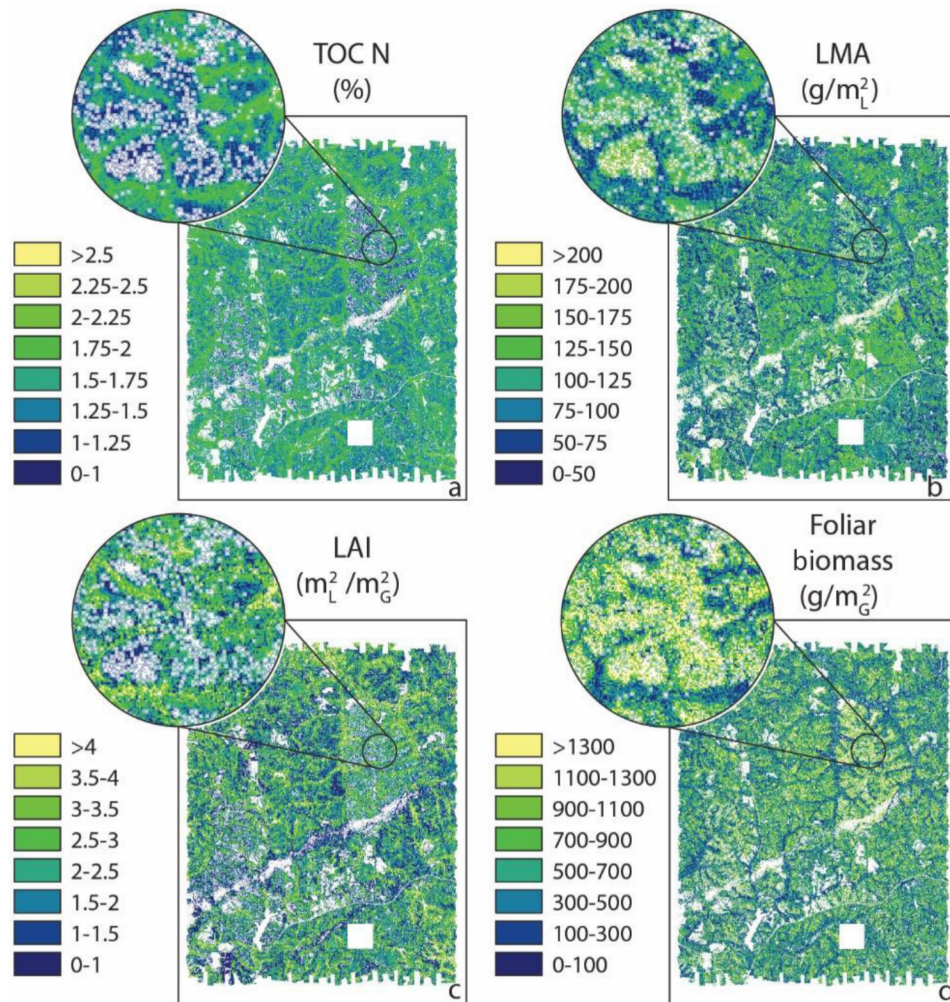 TOC N
(%)
>2.5
2.25-2.5
2-2.25
1.75-2
1.5-1.75
1.25-1.5
1-1.25
0-1
a
LMA
(g/m²_L)
>200
175-200
150-175
125-150
100-125
75-100
50-75
0-50
b
LAI
(m²_L /m²_G)
>4
3.5-4
3-3.5
2.5-3
2-2.5
1.5-2
1-1.5
0-1
c
Foliar
biomass
(g/m²_G)
>1300
1100-1300
900-1100
700-900
500-700
300-500
100-300
0-100
d